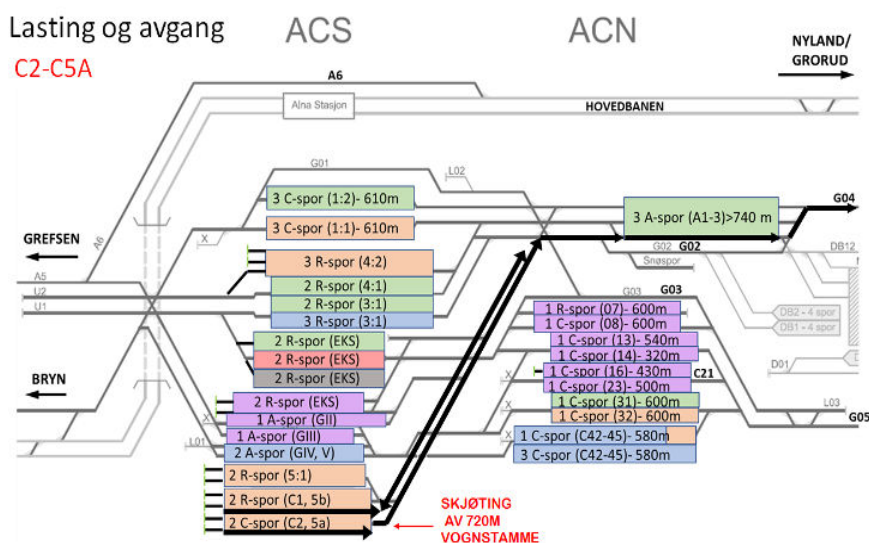 Lasting og avgang
ACS
ACN
C2-C5A
NYLAND/
GRORUD
A6
Alna Stasjon
HOVEDBANEN
G01
L02
3 C-spor (1:2)- 610m
3 A-spor (A1-3)>740 m
G04
X
3 C-spor (1:1)- 610m
GREFSEN
A6
G02
G02
DB12
3 R-spor (4:2)
Snøspor
A5
2 R-spor (4:1)
G03
G03
U2
2 R-spor (3:1)
U1
3 R-spor (3:1)
1 R-spor (07)- 600m
DB2 - 4 spor
1 C-spor (08)- 600m
DB1 - 4 spor
2 R-spor (EKS)
1 C-spor (13)- 540m
2 R-spor (EKS)
1 C-spor (14)- 320m
D01
2 R-spor (EKS)
1 C-spor (16)- 430m
C21
BRYN
1 C-spor (23)- 500m
2 R-spor (EKS)
1 C-spor (31)- 600m
L03
X
1 A-spor (GII)
X
1 C-spor (32)- 600m
G05
1 A-spor (GIII)
L01
2 A-spor (GIV, V)
X
1 C-spor (C42-45)- 580m
3 C-spor (C42-45)- 580m
2 R-spor (5:1)
2 R-spor (C1, 5b)
2 C-spor (C2, 5a)
SKJØTING
AV 720M
VOGNSTAMME